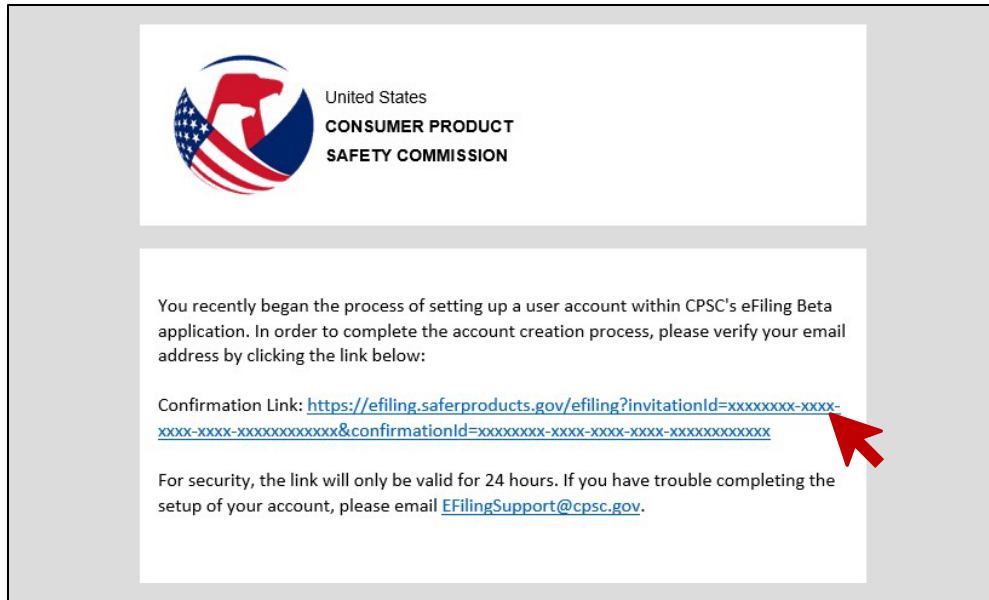 United States
CONSUMER PRODUCT
SAFETY COMMISSION
You recently began the process of setting up a user account within CPSC's eFiling Beta
application. In order to complete the account creation process, please verify your email
address by clicking the link below:
Confirmation Link: https://efiling.saferproducts.gov/efiling?invitationId=xxxxxxxx-xxxx-
xxxx-xxxx-xxxxxxxxxxxx&confirmationId=xxxxxxxx-xxxx-xxxx-xxxx-xxxxxxxxxxxx
For security, the link will only be valid for 24 hours. If you have trouble completing the
setup of your account, please email EFilingSupport@cpsc.gov.